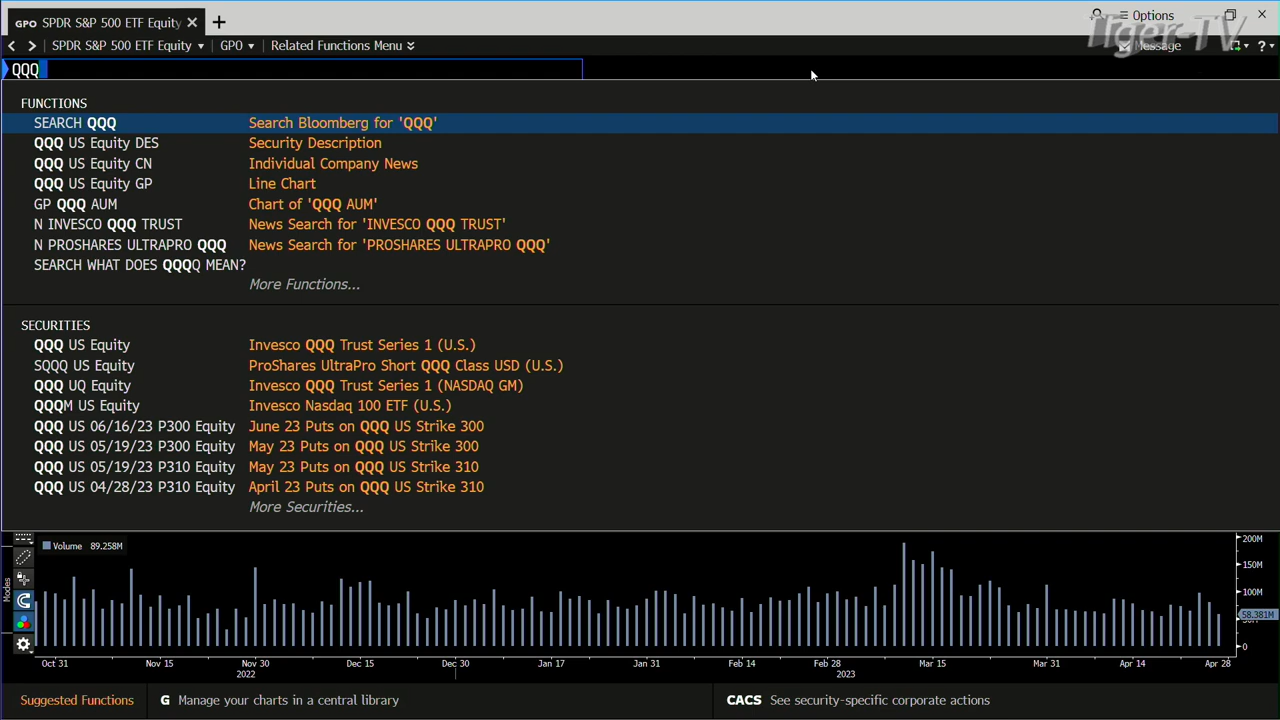 GPO SPDR S&P 500 ETF Equity
Options
Tiger-TV
SPDR S&P 500 ETF Equity GPO Related Functions Menu
Message
?
QQQ
FUNCTIONS
SEARCH QQQ Search Bloomberg for 'QQQ'
QQQ US Equity DES Security Description
QQQ US Equity CN Individual Company News
QQQ US Equity GP Line Chart
GP QQQ AUM Chart of 'QQQ AUM'
N INVESCO QQQ TRUST News Search for 'INVESCO QQQ TRUST'
N PROSHARES ULTRAPRO QQQ News Search for 'PROSHARES ULTRAPRO QQQ'
SEARCH WHAT DOES QQQQ MEAN?
More Functions...
SECURITIES
QQQ US Equity Invesco QQQ Trust Series 1 (U.S.)
SQQQ US Equity ProShares UltraPro Short QQQ Class USD (U.S.)
QQQ UQ Equity Invesco QQQ Trust Series 1 (NASDAQ GM)
QQQM US Equity Invesco Nasdaq 100 ETF (U.S.)
QQQ US 06/16/23 P300 Equity June 23 Puts on QQQ US Strike 300
QQQ US 05/19/23 P300 Equity May 23 Puts on QQQ US Strike 300
QQQ US 05/19/23 P310 Equity May 23 Puts on QQQ US Strike 310
QQQ US 04/28/23 P310 Equity April 23 Puts on QQQ US Strike 310
More Securities...
Modes
Volume 89.258M
200M
150M
100M
58.381M
0
Oct 31 Nov 15 Nov 30 Dec 15 Dec 30 Jan 17 Jan 31 Feb 14 Feb 28 Mar 15 Mar 31 Apr 14 Apr 28
2022 2023
Suggested Functions G Manage your charts in a central library CACS See security-specific corporate actions